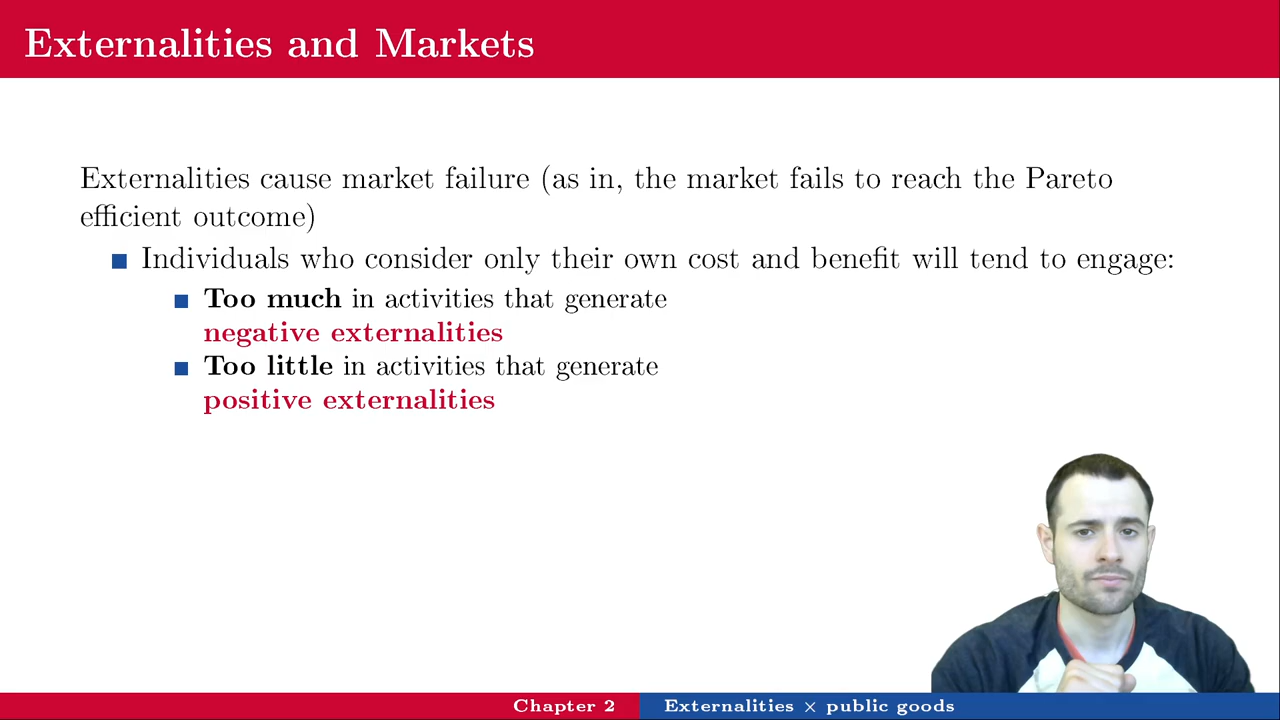 Externalities and Markets
Externalities cause market failure (as in, the market fails to reach the Pareto
efficient outcome)
Individuals who consider only their own cost and benefit will tend to engage:
Too much in activities that generate
negative externalities
Too little in activities that generate
positive externalities
Chapter 2
Externalities × public goods